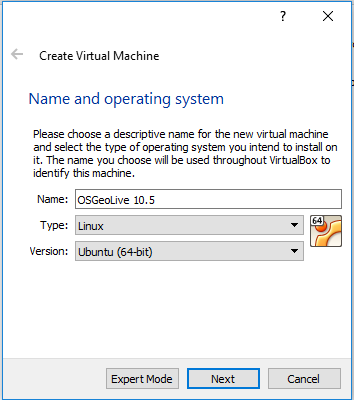 ?
Create Virtual Machine
Name and operating system
Please choose a descriptive name for the new virtual machine
and select the type of operating system you intend to install on
it. The name you choose will be used throughout VirtualBox to
identify this machine.
Name: OSGeoLive 10.5
Type: Linux
64
Version: Ubuntu (64-bit)
Expert Mode Next Cancel